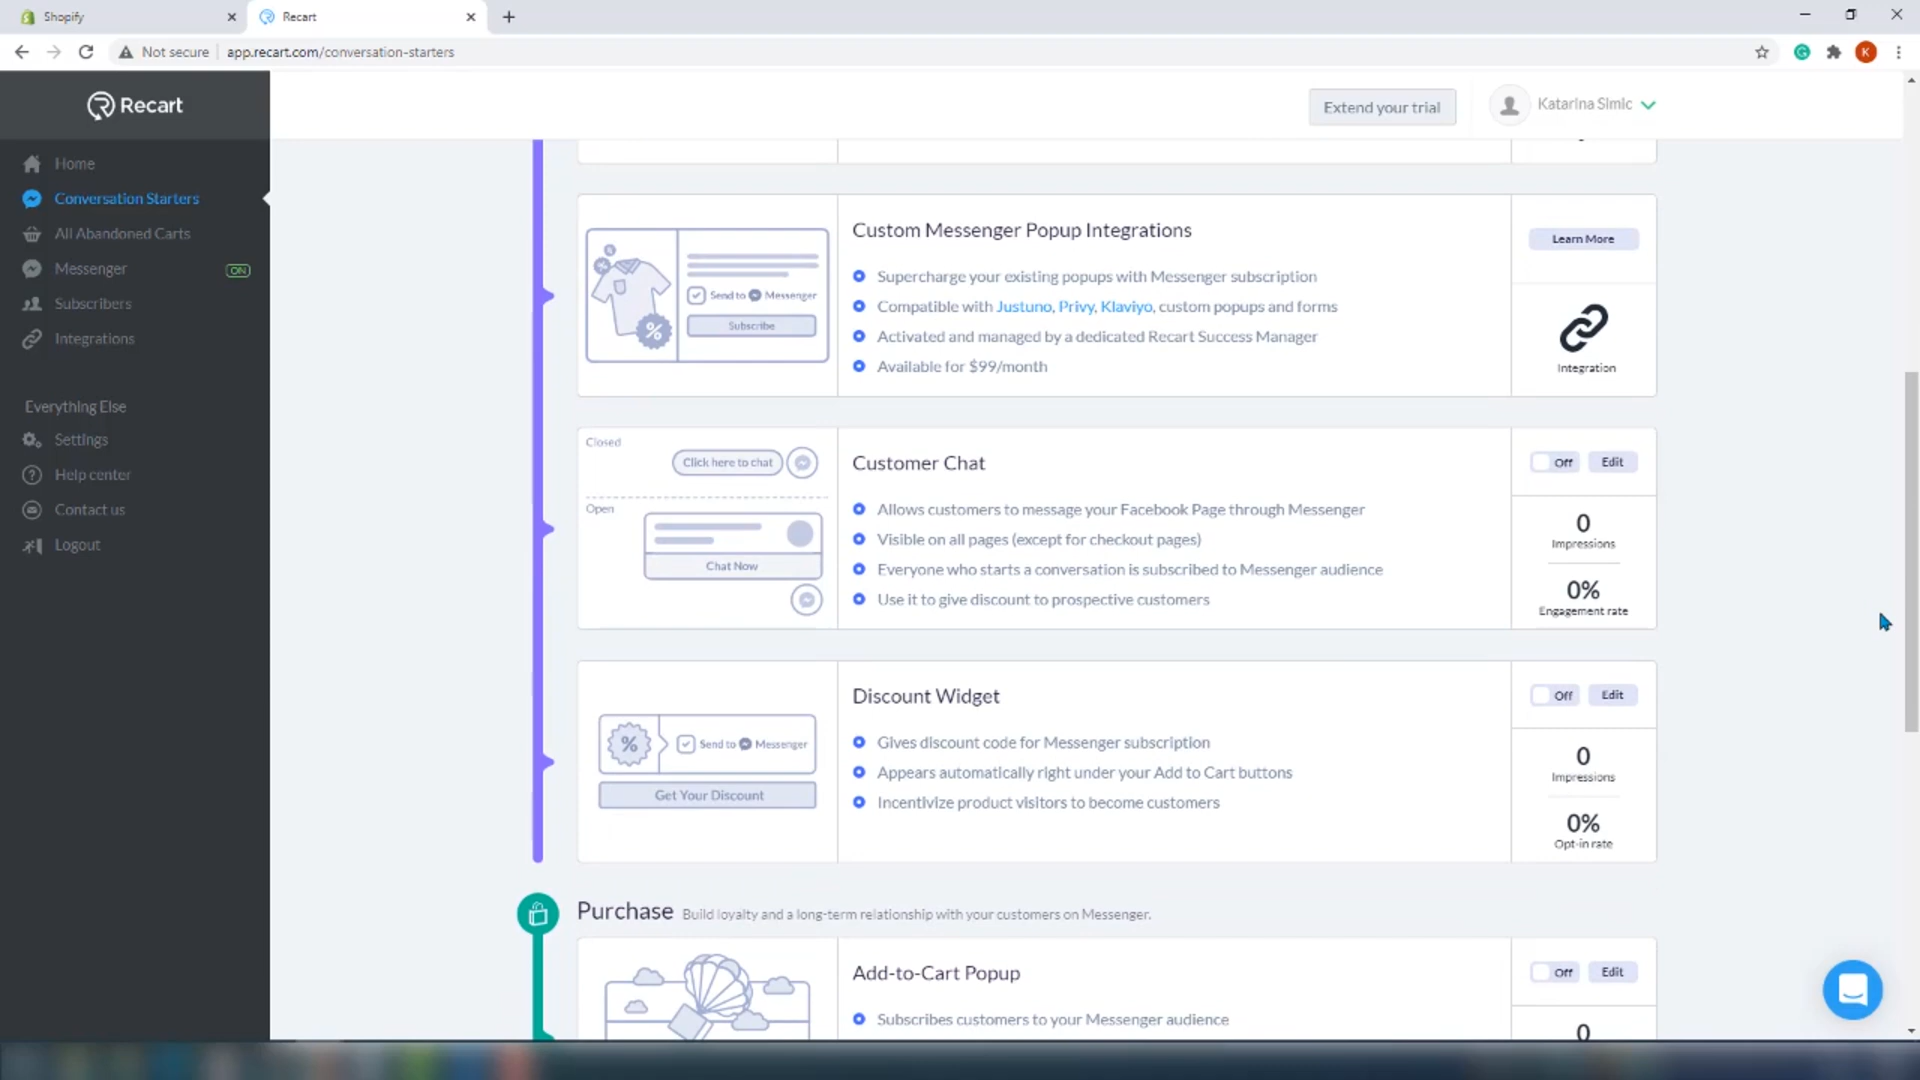 Shopify
Recart
Not secure
app.recart.com/conversation-starters
K
Recart
Extend your trial
Katarina Simic
Home
Conversation Starters
All Abandoned Carts
Messenger
ON
Subscribers
Integrations
Everything Else
Settings
Help center
Contact us
Logout
Custom Messenger Popup Integrations
Supercharge your existing popups with Messenger subscription
Compatible with Justuno, Privy, Klaviyo, custom popups and forms
Activated and managed by a dedicated Recart Success Manager
Available for $99/month
Send to Messenger
Subscribe
Learn More
Integration
Closed
Click here to chat
Open
Chat Now
Customer Chat
Allows customers to message your Facebook Page through Messenger
Visible on all pages (except for checkout pages)
Everyone who starts a conversation is subscribed to Messenger audience
Use it to give discount to prospective customers
Off
Edit
0
Impressions
0%
Engagement rate
% Send to Messenger
Get Your Discount
Discount Widget
Gives discount code for Messenger subscription
Appears automatically right under your Add to Cart buttons
Incentivize product visitors to become customers
Off
Edit
0
Impressions
0%
Opt-in rate
Purchase Build loyalty and a long-term relationship with your customers on Messenger.
Add-to-Cart Popup
Subscribes customers to your Messenger audience
Off
Edit
0